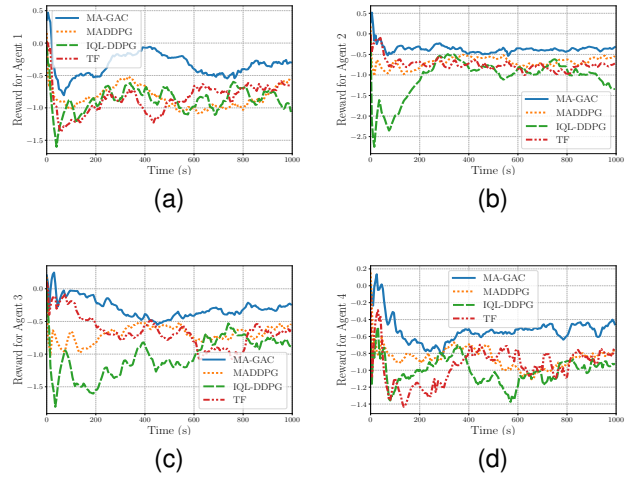 0.5
0.0
−0.5
−1.0
−1.5
Reward for Agent 1
MA-GAC
MADDPG
IQL-DDPG
TF
0 200 400 600 800 1000
Time (s)
(a)
0.5
0.0
−0.5
−1.0
−1.5
−2.0
−2.5
Reward for Agent 2
MA-GAC
MADDPG
IQL-DDPG
TF
0 200 400 600 800 1000
Time (s)
(b)
0.0
−0.5
−1.0
−1.5
Reward for Agent 3
MA-GAC
MADDPG
IQL-DDPG
TF
0 200 400 600 800 1000
Time (s)
(c)
0.2
0.0
−0.2
−0.4
−0.6
−0.8
−1.0
−1.2
−1.4
Reward for Agent 4
MA-GAC
MADDPG
IQL-DDPG
TF
0 200 400 600 800 1000
Time (s)
(d)